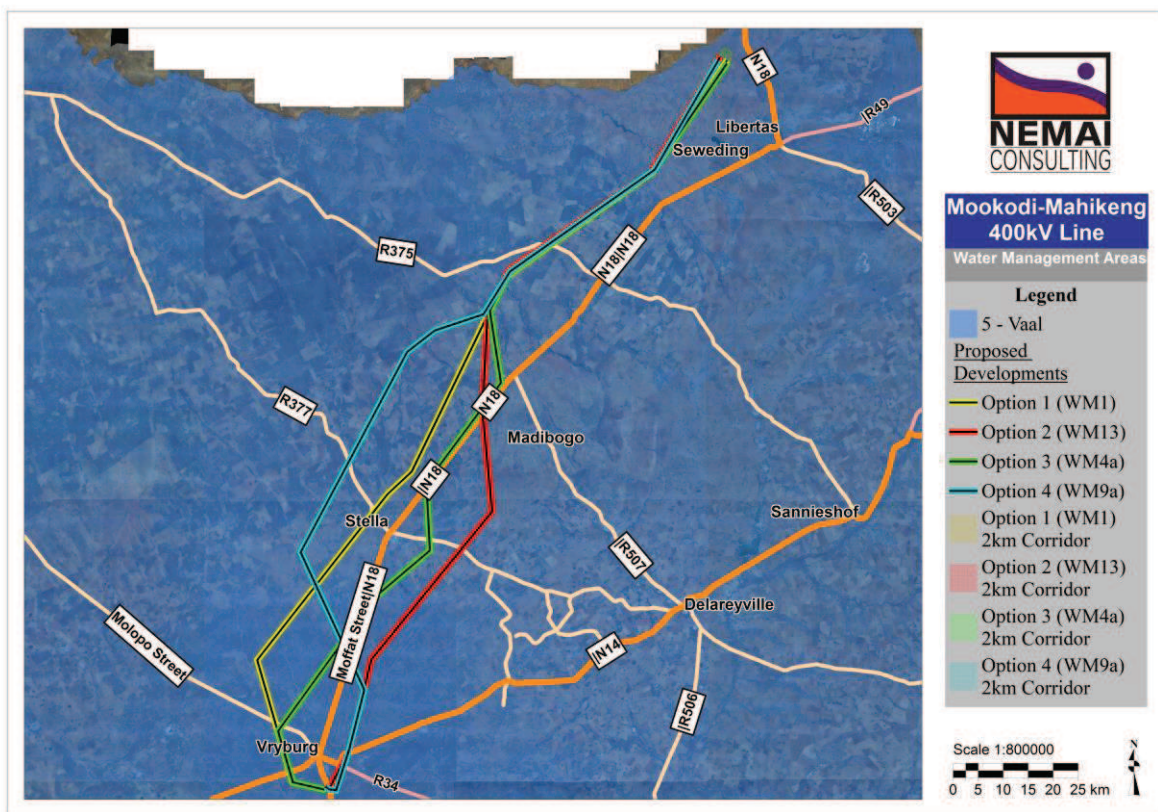 N18
|R49
Libertas
Seweding
|R503
R375
N18|N18
R377
N18
Madibogo
|N18
Stella
Sannieshof
|R507
Moffat Street|N18
Delareyville
Molopo Street
|N14
|R506
Vryburg
R34
NEMAI
CONSULTING
Mookodi-Mahikeng
400kV Line
Water Management Areas
Legend
5 - Vaal
Proposed
Developments
Option 1 (WM1)
Option 2 (WM13)
Option 3 (WM4a)
Option 4 (WM9a)
Option 1 (WM1)
2km Corridor
Option 2 (WM13)
2km Corridor
Option 3 (WM4a)
2km Corridor
Option 4 (WM9a)
2km Corridor
Scale 1:800000
N
0 5 10 15 20 25 km